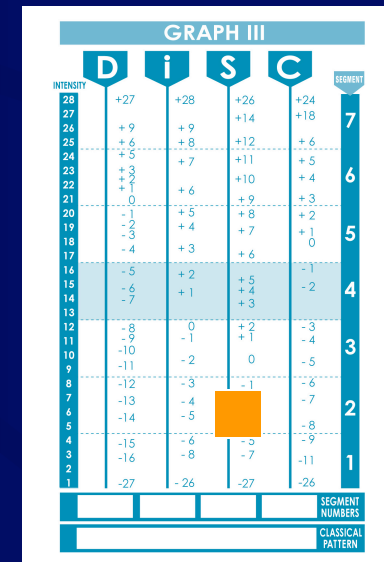 GRAPH III
D i S C
INTENSITY SEGMENT
28 +27 +28 +26 +24
27 +14 +18 7
26 + 9 + 9
25 + 6 + 8 +12 + 6
24 + 5 + 7 +11 + 5
23 + 3 + 4 6
22 + 2 +10
+ 1 + 6
21 0 + 9 + 3
20 - 1 + 5 + 8 + 2
19 - 2 + 4 + 7 + 1 5
18 - 3 0
17 - 4 + 3 + 6
16 - 5 + 2 - 1
15 - 6 + 5 - 2 4
14 - 7 + 1 + 4
13 + 3
12 - 8 0 + 2 - 3
11 - 9 - 1 + 1 - 4 3
10 -10 - 2 0 - 5
9 -11
8 -12 - 3 - 1 - 6
7 -13 - 4 - 7
6 -14 - 5 2
5 - 8
4 -15 - 6 - 5 - 9
3 -16 - 8 - 7 -11 1
2
1 -27 - 26 -27 -26
SEGMENT
NUMBERS
CLASSICAL
PATTERN